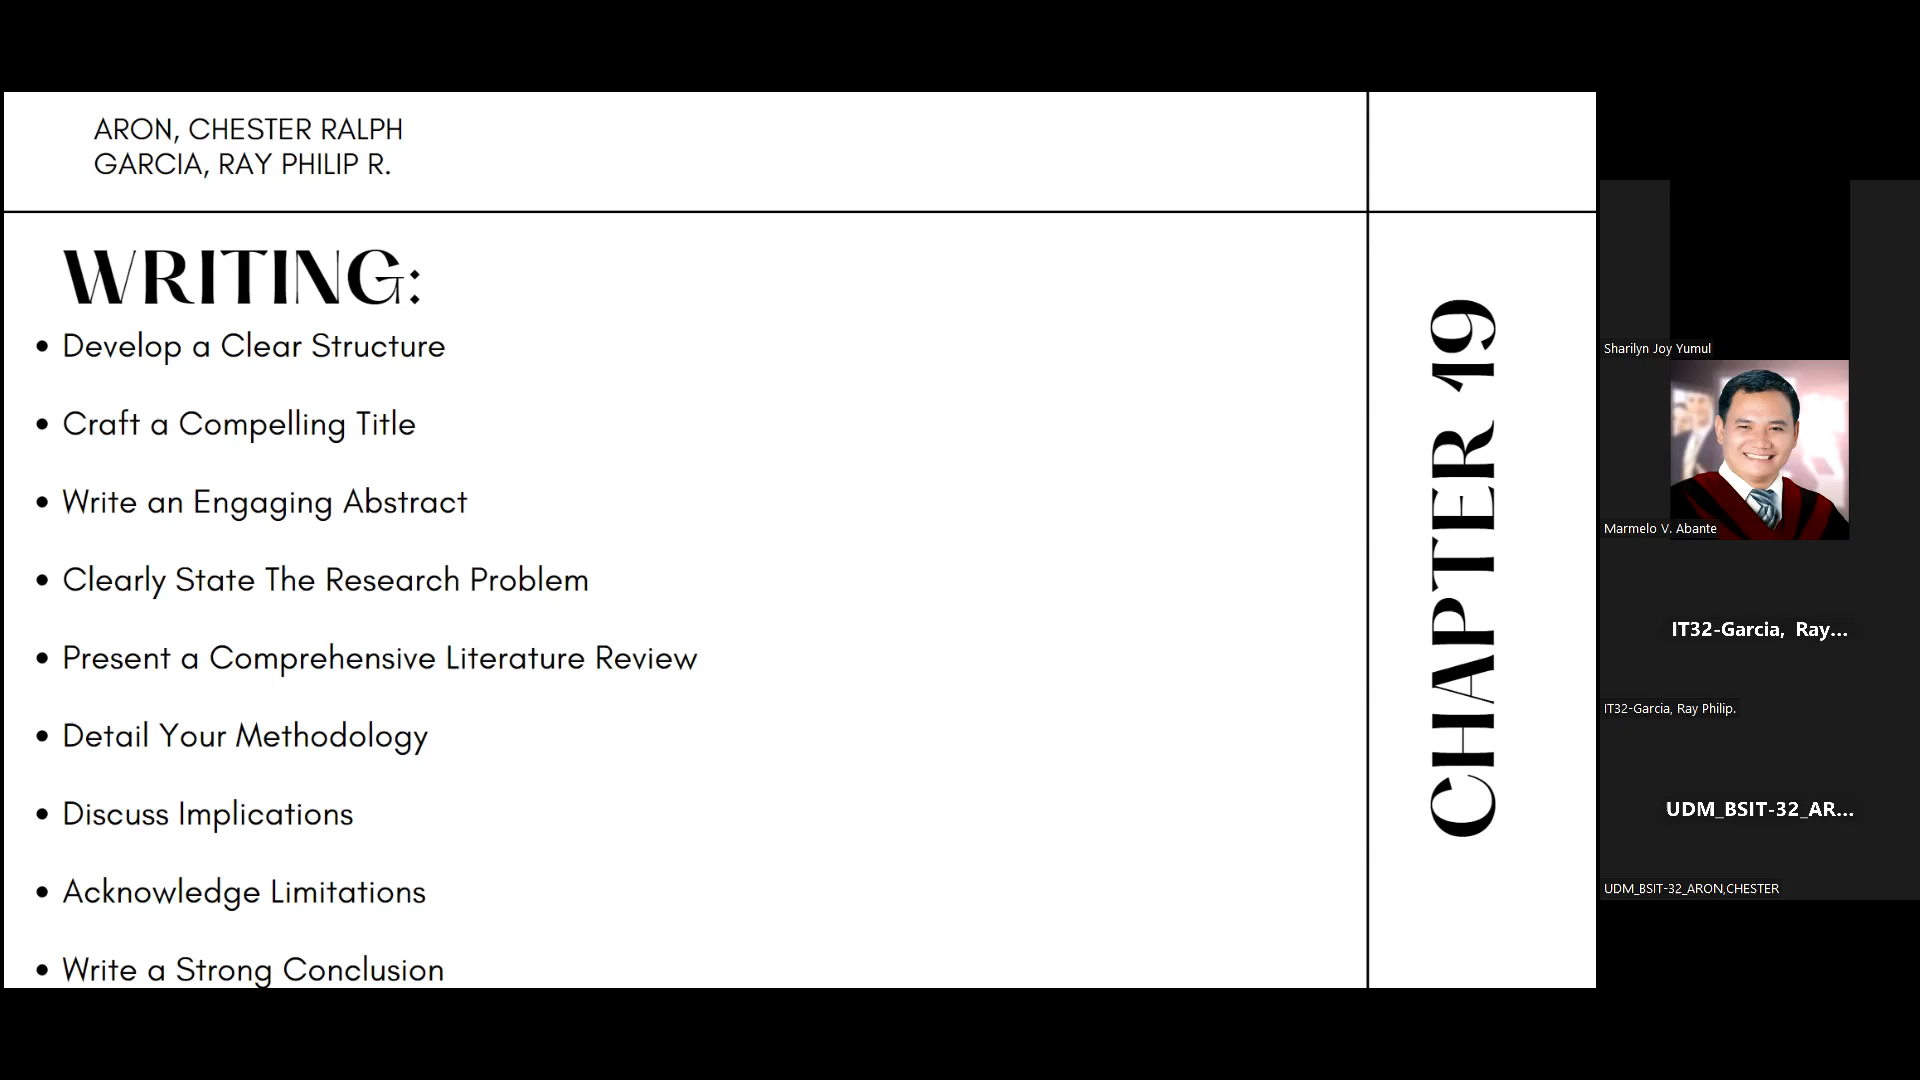 ARON, CHESTER RALPH
GARCIA, RAY PHILIP R.
WRITING:
• Develop a Clear Structure
• Craft a Compelling Title
• Write an Engaging Abstract
• Clearly State The Research Problem
• Present a Comprehensive Literature Review
• Detail Your Methodology
• Discuss Implications
• Acknowledge Limitations
• Write a Strong Conclusion
CHAPTER 19
Sharilyn Joy Yumul
Marmelo V. Abante
IT32-Garcia, Ray...
IT32-Garcia, Ray Philip.
UDM_BSIT-32_AR...
UDM_BSIT-32_ARON,CHESTER